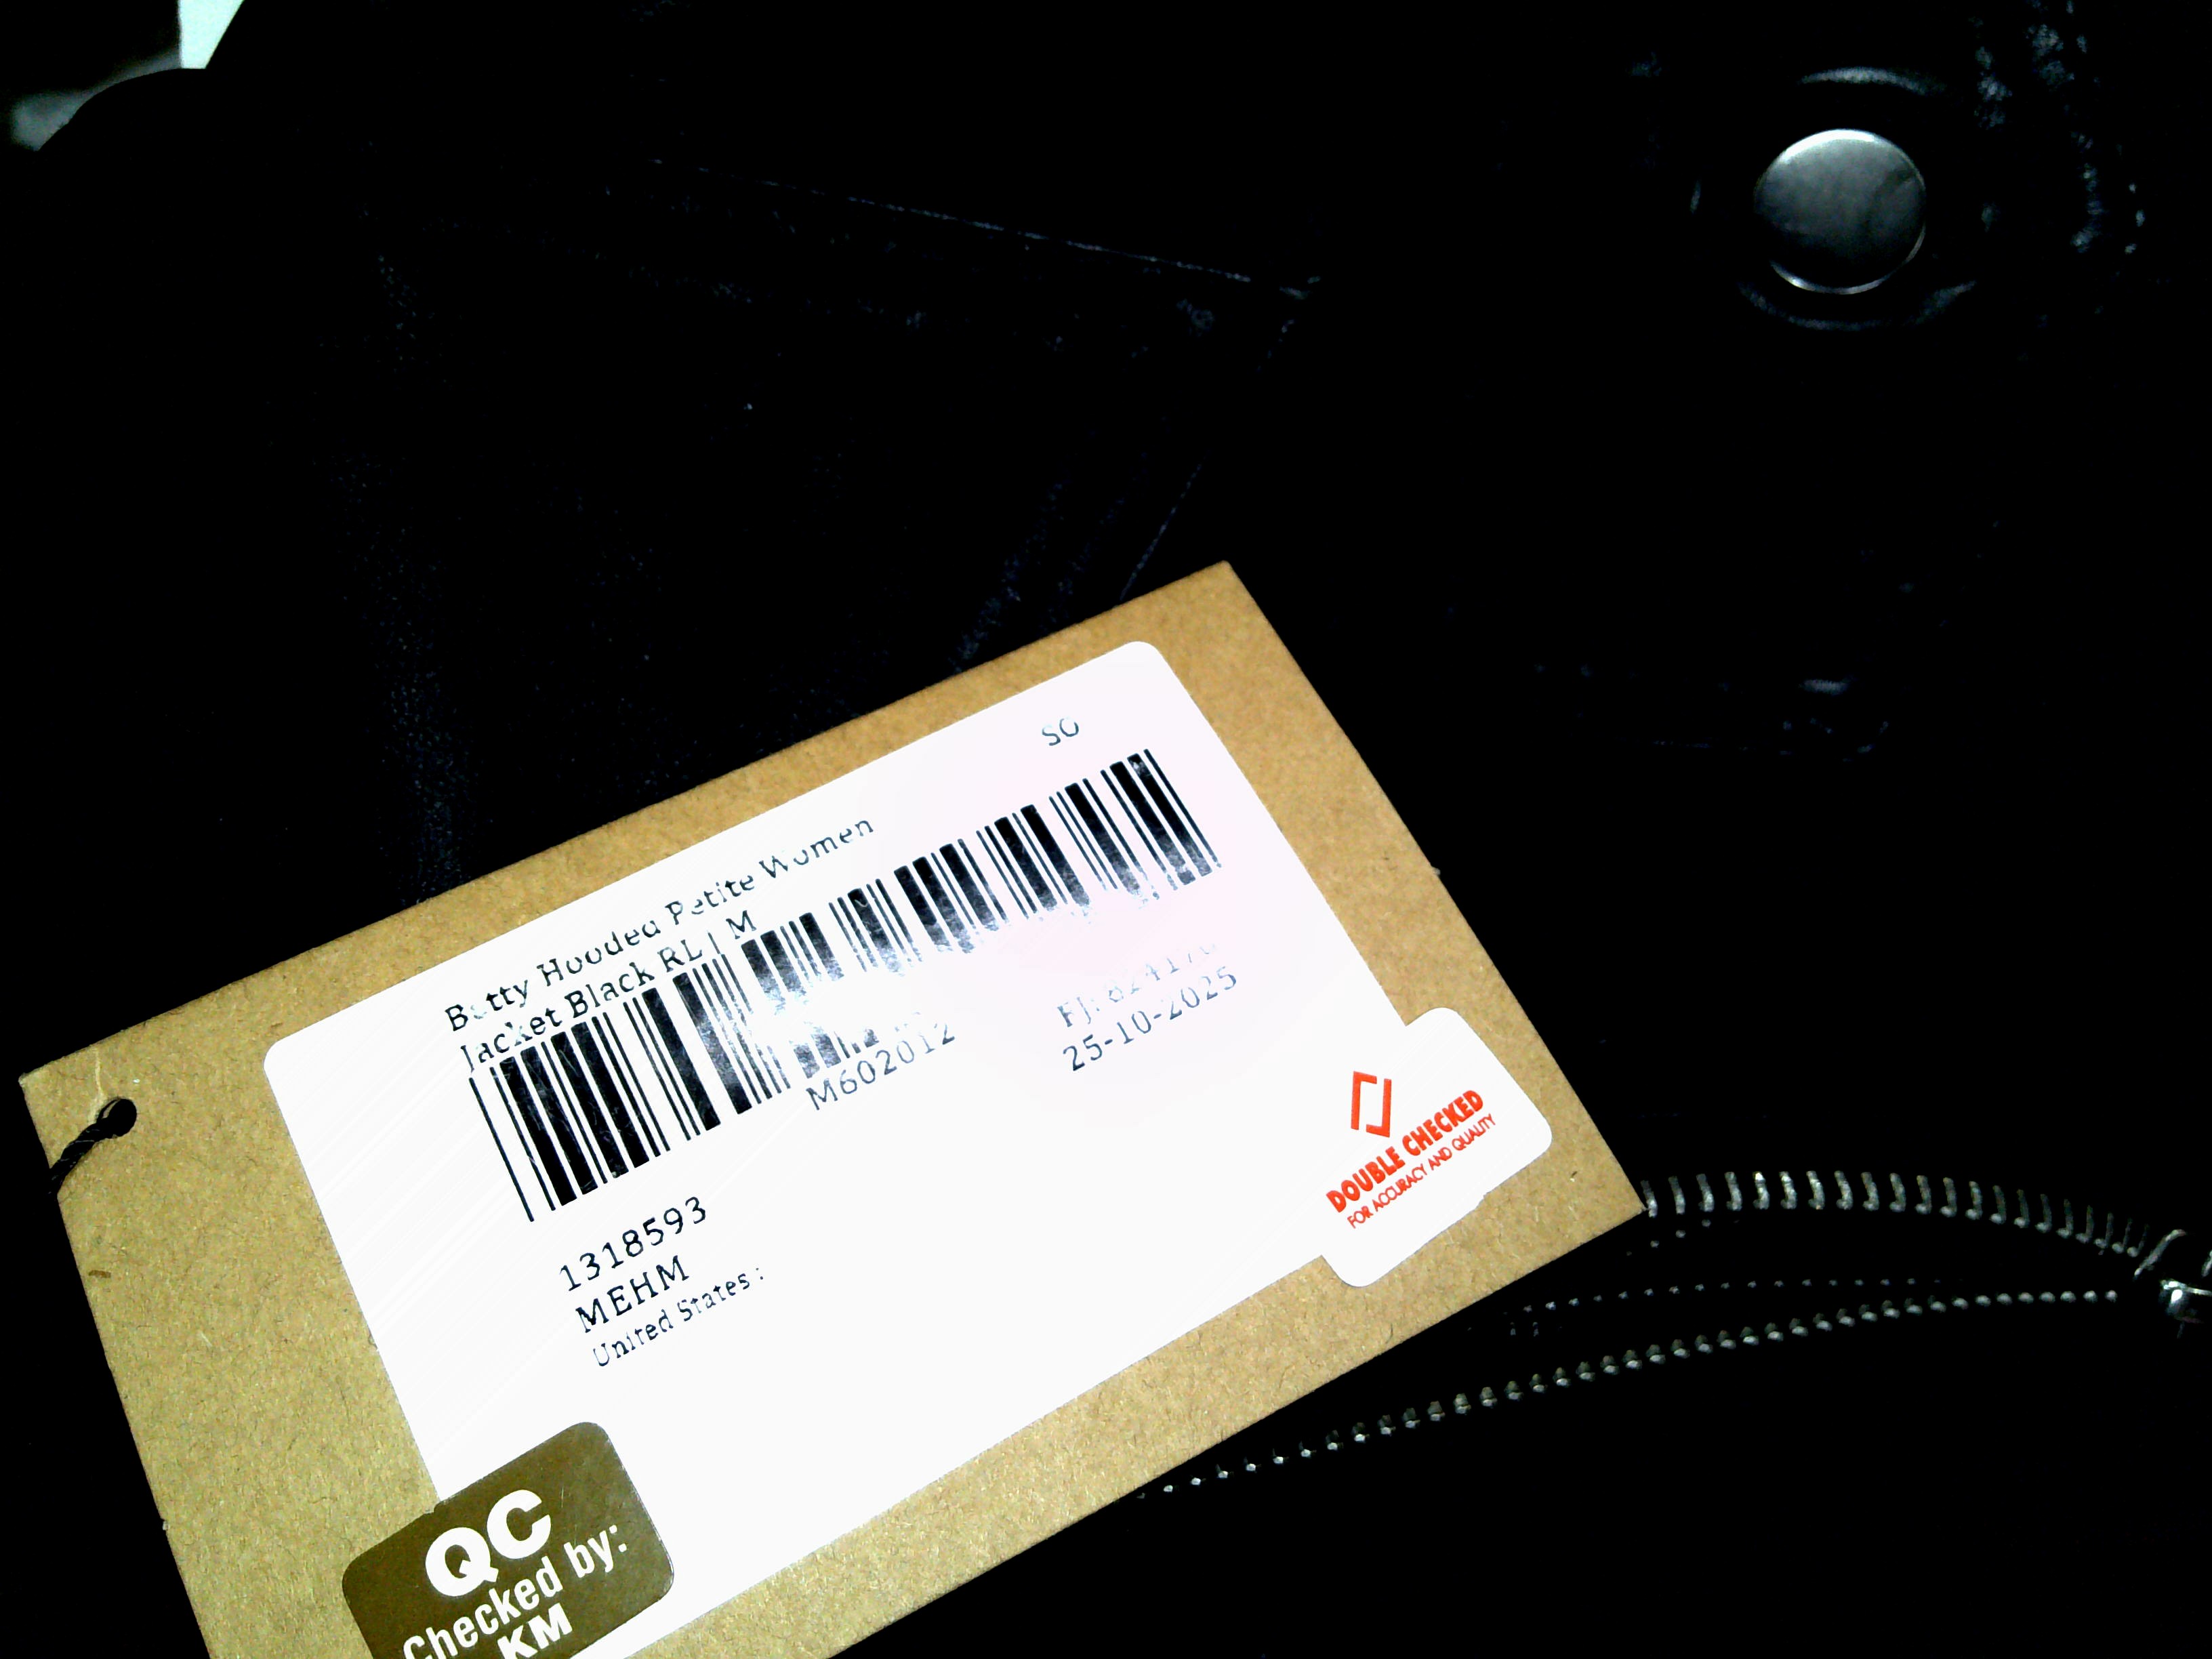 SO
Hooded Petite Women
Jacket Black RL | M
M602012
25-10-2025
1318593
MEHM
United States :
DOUBLE CHECKED
FOR ACCURACY AND QUALITY
QC
Checked by:
KM